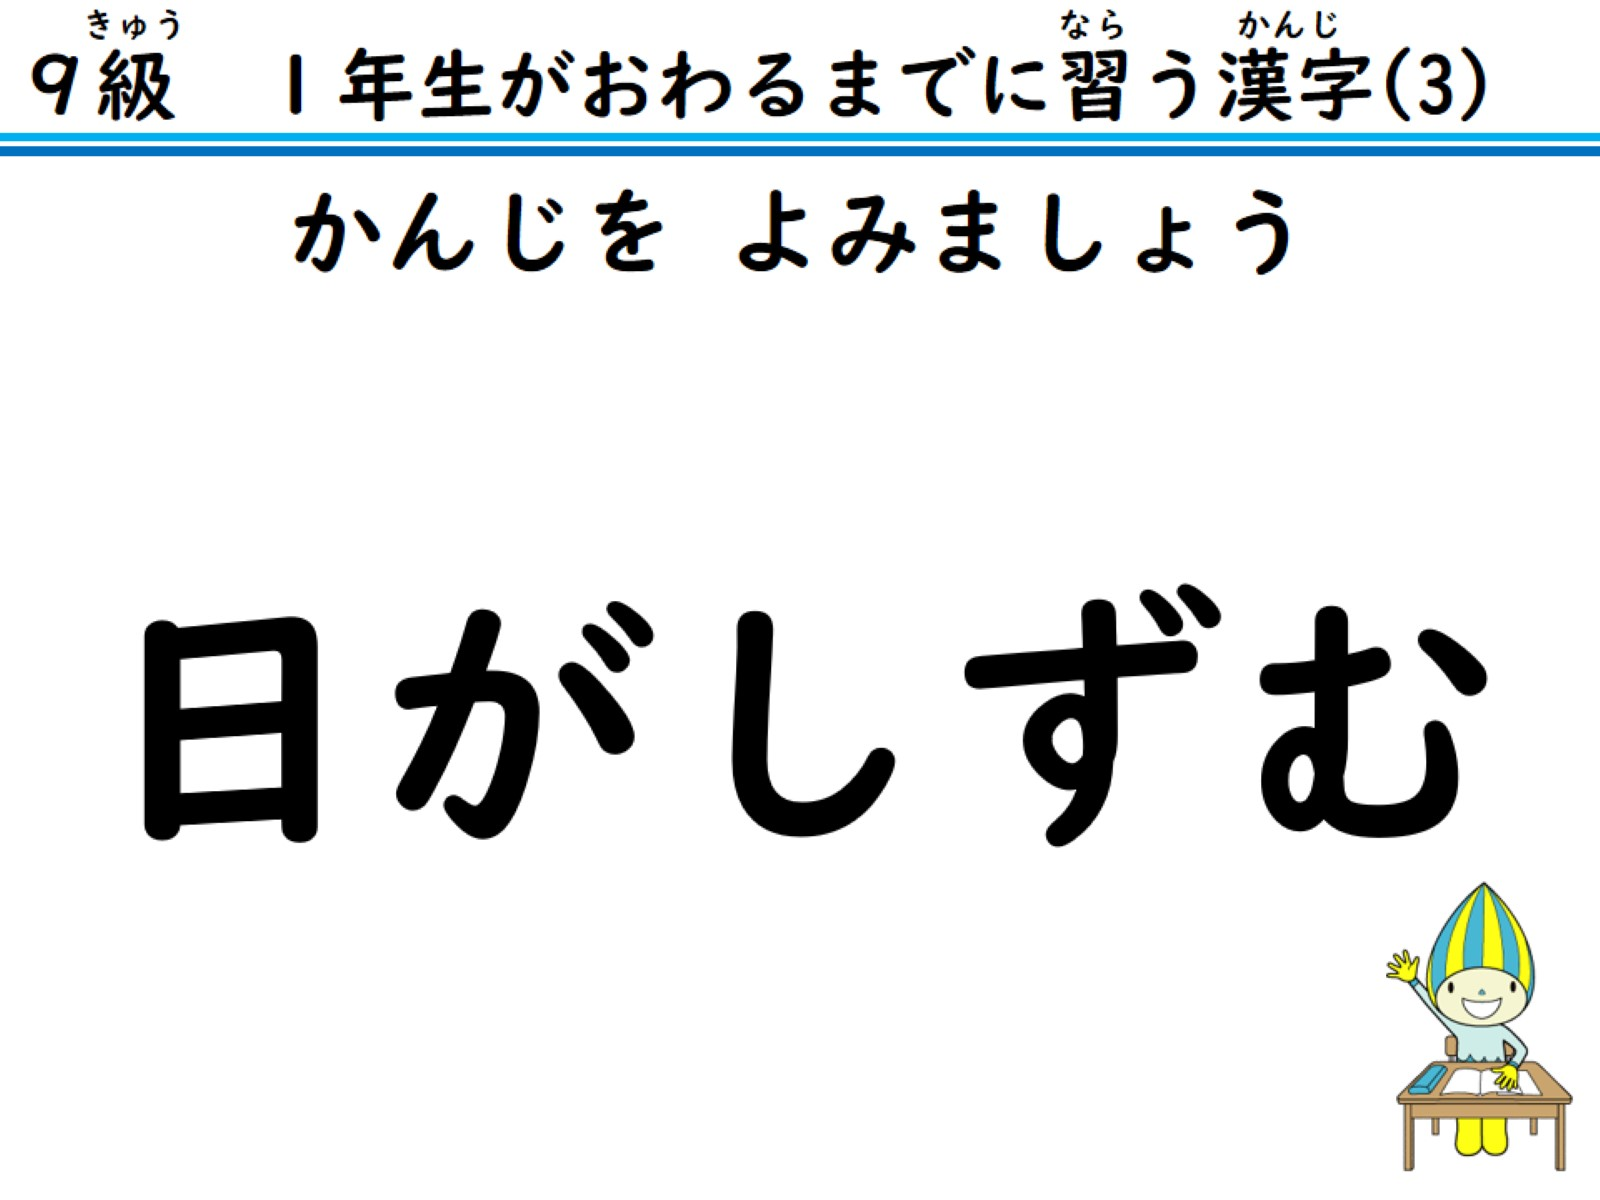 きゅう なら かんじ
9級 1年生がおわるまでに習う漢字(3)
かんじを よみましょう
日がしずむ